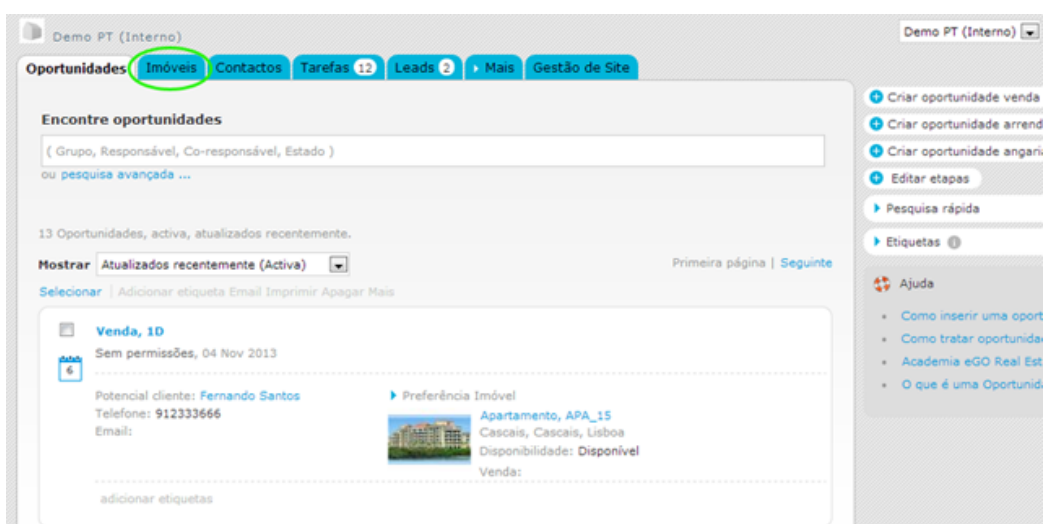 Demo PT (Interno)
Demo PT (Interno)
Oportunidades Imóveis Contactos Tarefas 12 Leads 2 Mais Gestão de Site
Encontre oportunidades
( Grupo, Responsável, Co-responsável, Estado )
ou pesquisa avançada ...
13 Oportunidades, activa, atualizados recentemente.
Mostrar Atualizados recentemente (Activa) Primeira página | Seguinte
Selecionar | Adicionar etiqueta Email Imprimir Apagar Mais
Venda, 1D
Sem permissões, 04 Nov 2013
6
Potencial cliente: Fernando Santos
Telefone: 912333666
Email:
Preferência Imóvel
Apartamento, APA_15
Cascais, Cascais, Lisboa
Disponibilidade: Disponível
Venda:
adicionar etiquetas
Criar oportunidade venda
Criar oportunidade arrend
Criar oportunidade angaria
Editar etapas
Pesquisa rápida
Etiquetas
Ajuda
Como inserir uma oport
Como tratar oportunida
Academia eGO Real Est
O que é uma Oportunid